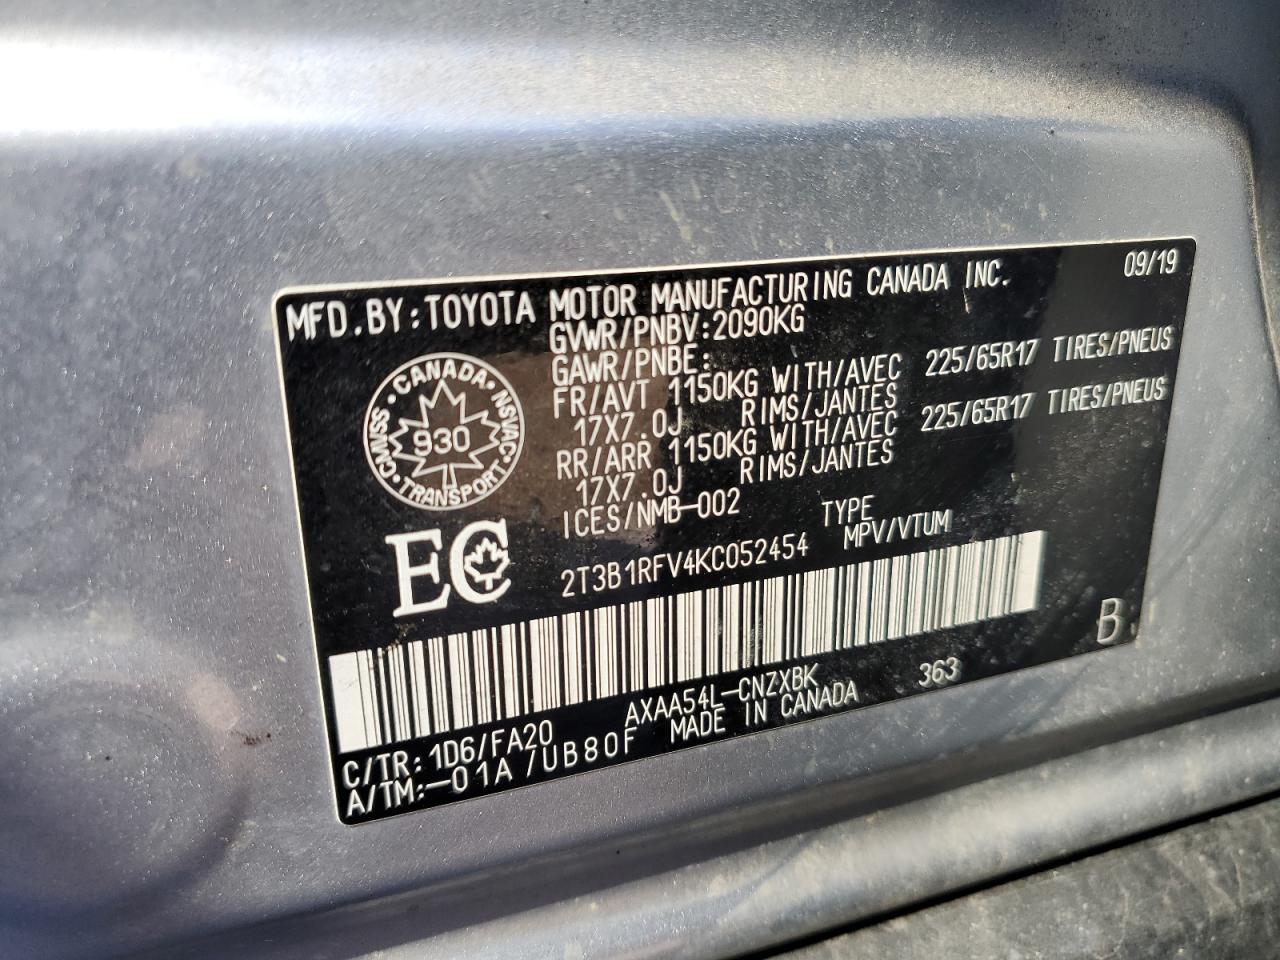 MFD.BY:TOYOTA MOTOR MANUFACTURING CANADA INC. 09/19
GVWR/PNBV:2090KG
GAWR/PNBE:
FR/AVT 1150KG WITH/AVEC 225/65R17 TIRES/PNEUS
17X7.0J RIMS/JANTES
RR/ARR 1150KG WITH/AVEC 225/65R17 TIRES/PNEUS
17X7.0J RIMS/JANTES
ICES/NMB-002 TYPE
MPV/VTUM
CANADA
CMVSS · NSVAC
930
TRANSPORT
EC
2T3B1RFV4KC052454
B
C/TR:1D6/FA20 AXAA54L-CNZXBK 363
A/TM:-01A/UB80F MADE IN CANADA